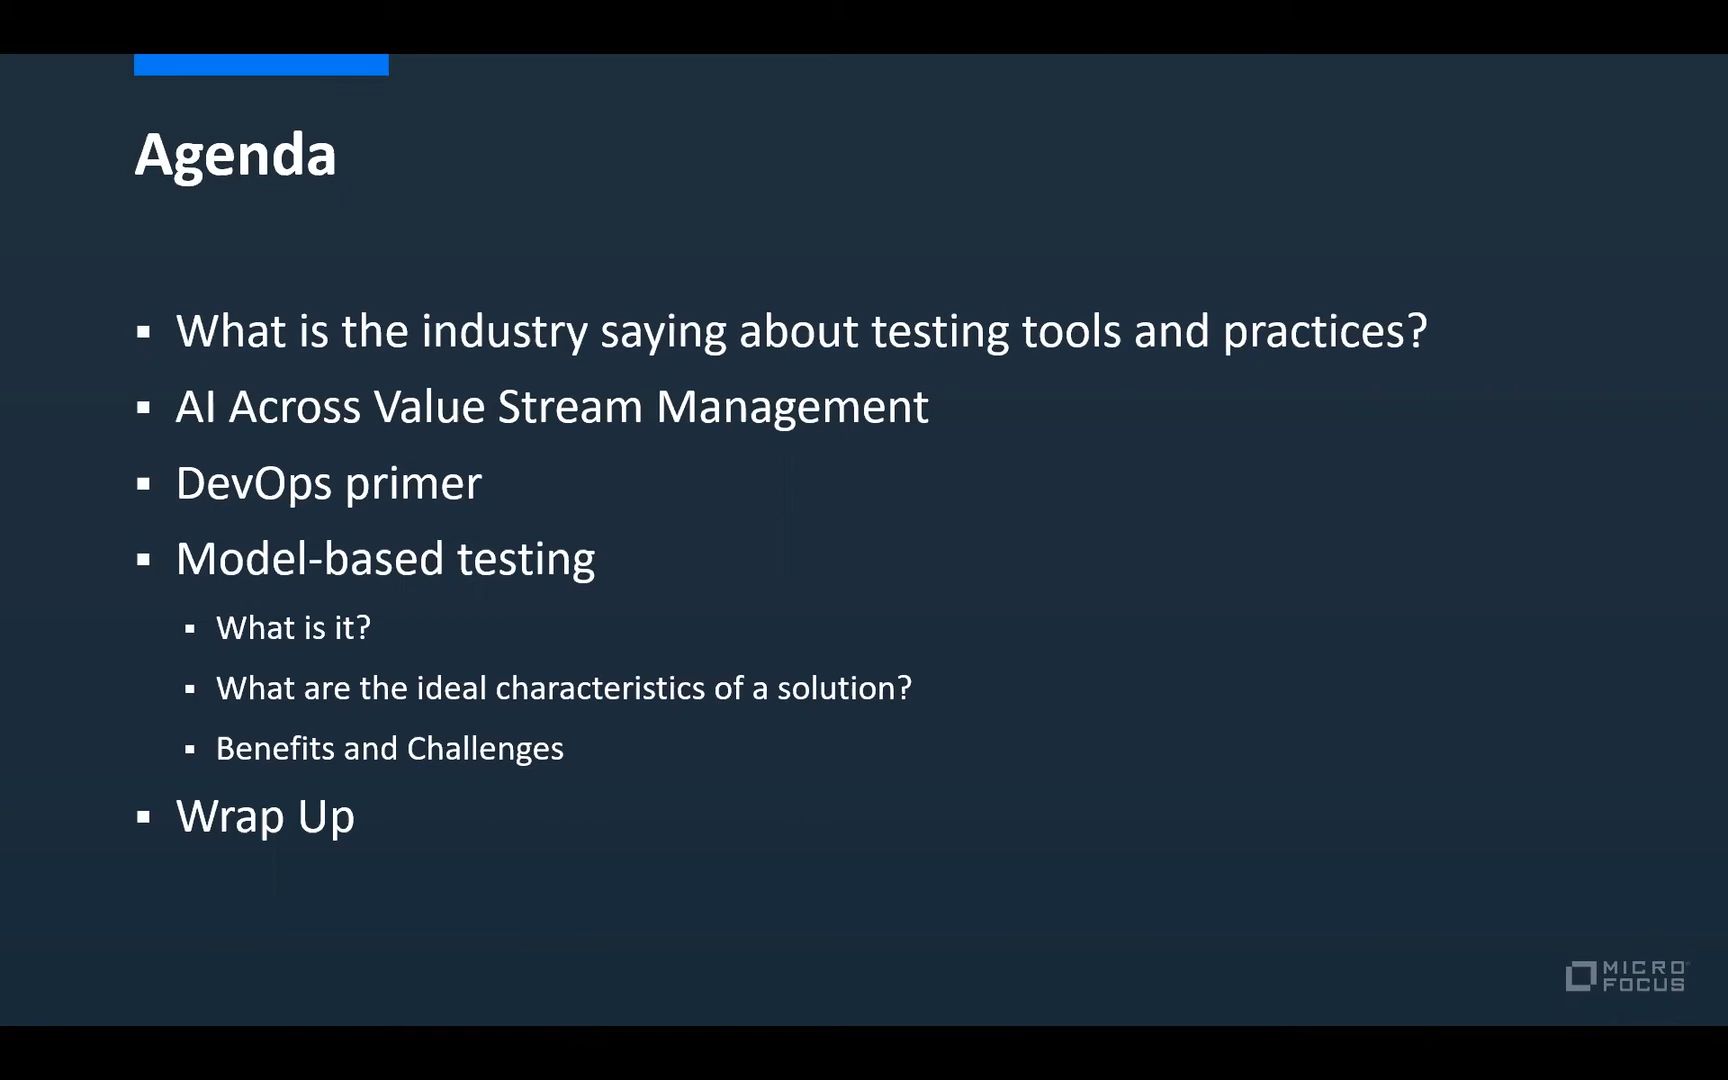 Agenda
▪ What is the industry saying about testing tools and practices?
▪ AI Across Value Stream Management
▪ DevOps primer
▪ Model-based testing
▪ What is it?
▪ What are the ideal characteristics of a solution?
▪ Benefits and Challenges
▪ Wrap Up
MICRO
FOCUS